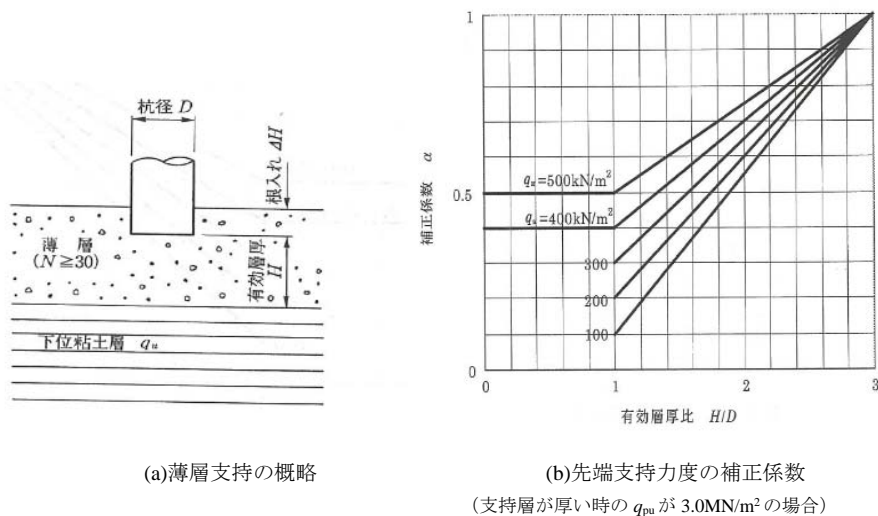 杭径 D
根入れ ΔH
薄 層
(N≧30)
有効層厚
H
下位粘土層 qu
(a)薄層支持の概略
1
補正係数 α
0.5
0
qu=500kN/m²
qu=400kN/m²
300
200
100
0
1
2
3
有効層厚比 H/D
(b)先端支持力度の補正係数
(支持層が厚い時の qpu が 3.0MN/m² の場合)